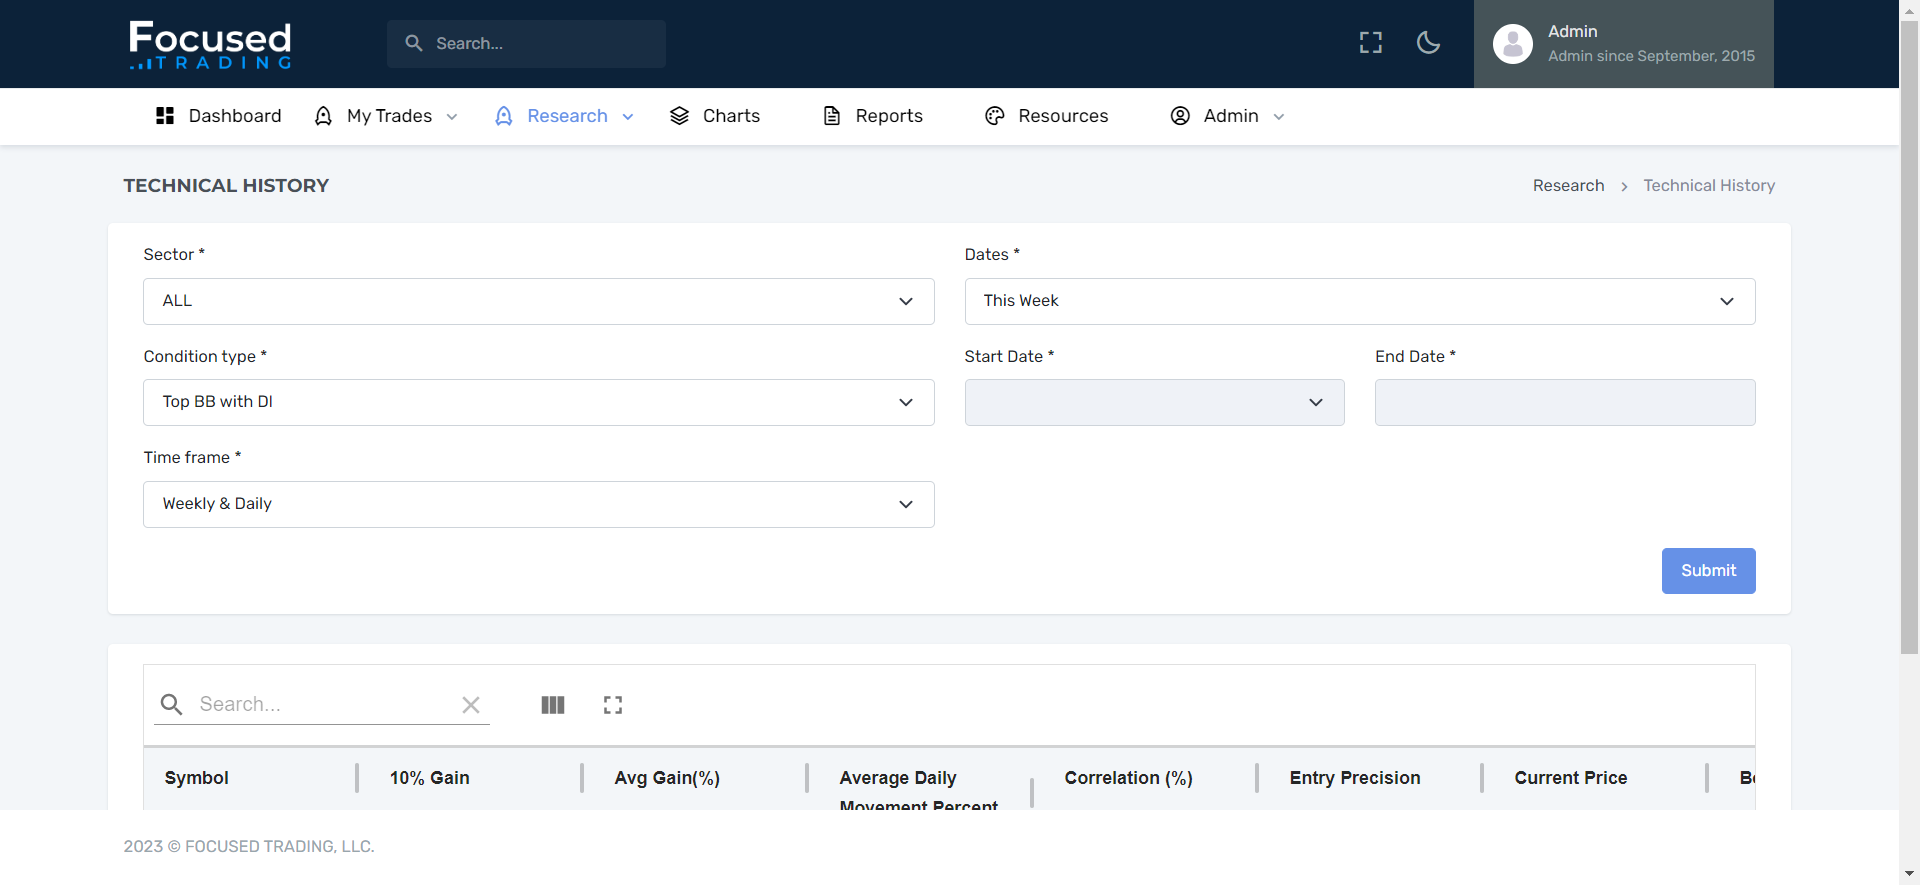 Focused
TRADING
Search...
Admin
Admin since September, 2015
Dashboard
My Trades
Research
Charts
Reports
Resources
Admin
TECHNICAL HISTORY
Research > Technical History
Sector *
Dates *
ALL
This Week
Condition type *
Start Date *
End Date *
Top BB with DI
Time frame *
Weekly & Daily
Submit
Search...
Symbol
10% Gain
Avg Gain(%)
Average Daily
Movement Percent
Correlation (%)
Entry Precision
Current Price
2023 © FOCUSED TRADING, LLC.